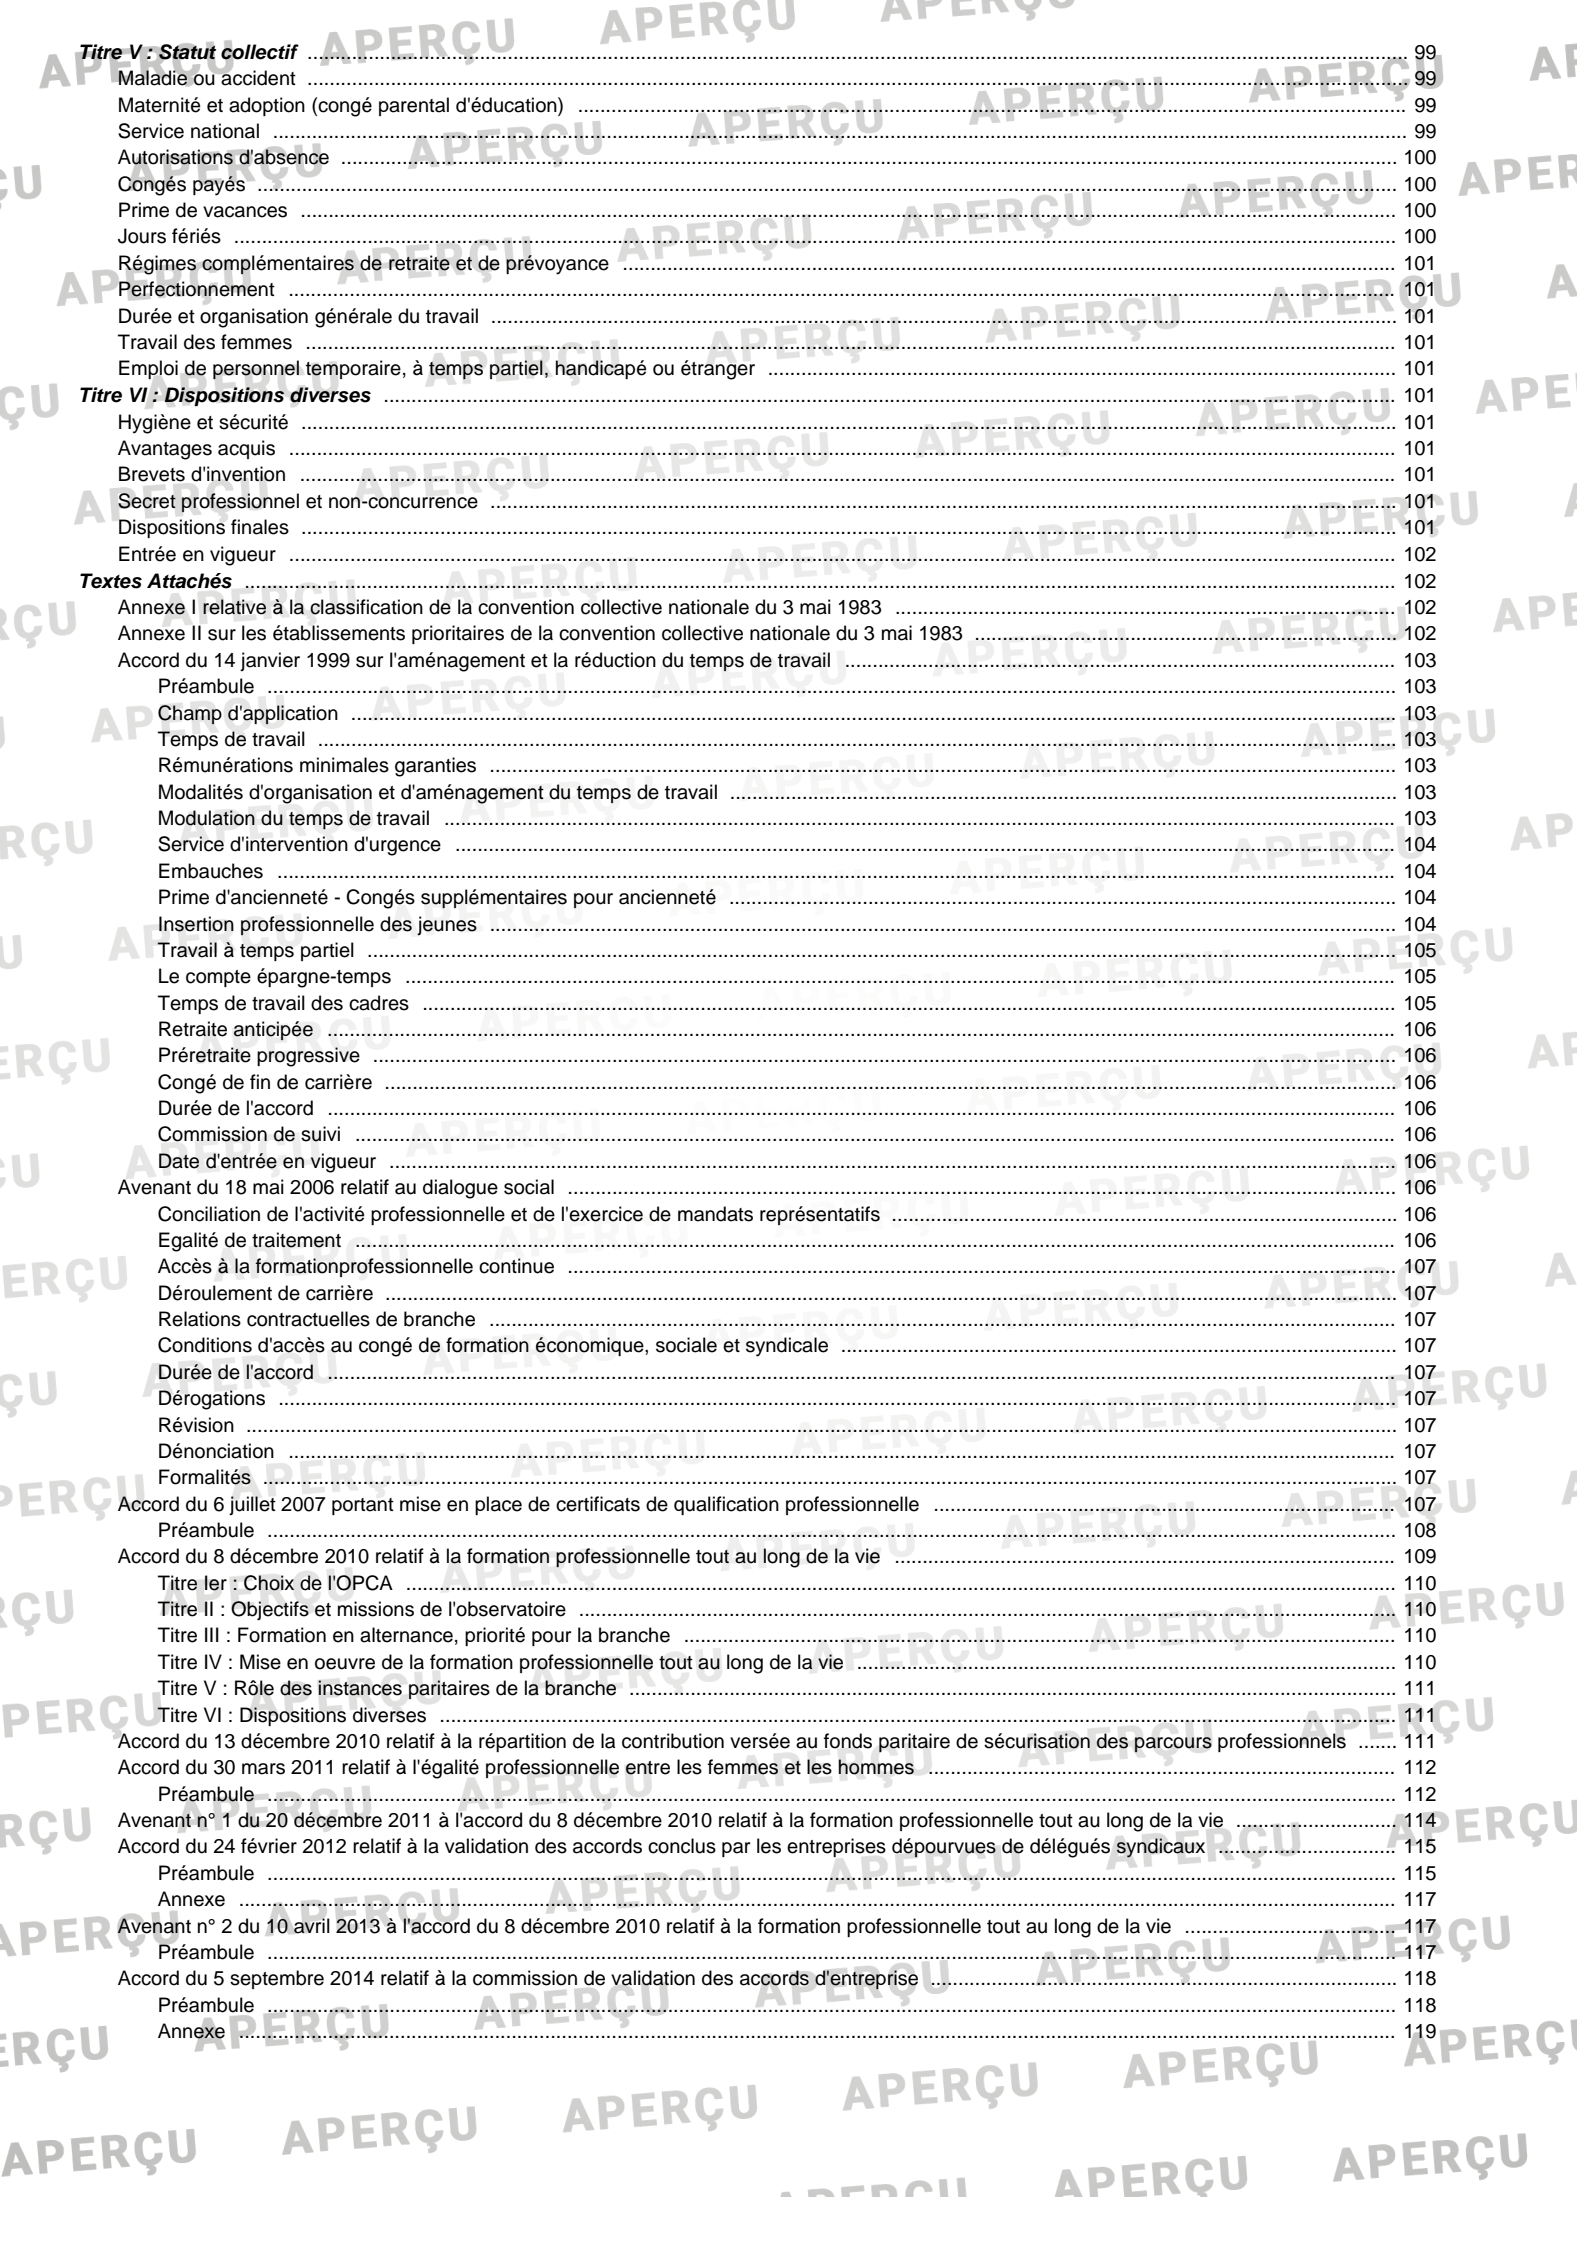 Titre V : Statut collectif ........ 99
Maladie ou accident ........ 99
Maternité et adoption (congé parental d'éducation) ........ 99
Service national ........ 99
Autorisations d'absence ........ 100
Congés payés ........ 100
Prime de vacances ........ 100
Jours fériés ........ 100
Régimes complémentaires de retraite et de prévoyance ........ 101
Perfectionnement ........ 101
Durée et organisation générale du travail ........ 101
Travail des femmes ........ 101
Emploi de personnel temporaire, à temps partiel, handicapé ou étranger ........ 101
Titre VI : Dispositions diverses ........ 101
Hygiène et sécurité ........ 101
Avantages acquis ........ 101
Brevets d'invention ........ 101
Secret professionnel et non-concurrence ........ 101
Dispositions finales ........ 101
Entrée en vigueur ........ 102
Textes Attachés ........ 102
Annexe I relative à la classification de la convention collective nationale du 3 mai 1983 ........ 102
Annexe II sur les établissements prioritaires de la convention collective nationale du 3 mai 1983 ........ 102
Accord du 14 janvier 1999 sur l'aménagement et la réduction du temps de travail ........ 103
Préambule ........ 103
Champ d'application ........ 103
Temps de travail ........ 103
Rémunérations minimales garanties ........ 103
Modalités d'organisation et d'aménagement du temps de travail ........ 103
Modulation du temps de travail ........ 103
Service d'intervention d'urgence ........ 104
Embauches ........ 104
Prime d'ancienneté - Congés supplémentaires pour ancienneté ........ 104
Insertion professionnelle des jeunes ........ 104
Travail à temps partiel ........ 105
Le compte épargne-temps ........ 105
Temps de travail des cadres ........ 105
Retraite anticipée ........ 106
Préretraite progressive ........ 106
Congé de fin de carrière ........ 106
Durée de l'accord ........ 106
Commission de suivi ........ 106
Date d'entrée en vigueur ........ 106
Avenant du 18 mai 2006 relatif au dialogue social ........ 106
Conciliation de l'activité professionnelle et de l'exercice de mandats représentatifs ........ 106
Egalité de traitement ........ 106
Accès à la formationprofessionnelle continue ........ 107
Déroulement de carrière ........ 107
Relations contractuelles de branche ........ 107
Conditions d'accès au congé de formation économique, sociale et syndicale ........ 107
Durée de l'accord ........ 107
Dérogations ........ 107
Révision ........ 107
Dénonciation ........ 107
Formalités ........ 107
Accord du 6 juillet 2007 portant mise en place de certificats de qualification professionnelle ........ 107
Préambule ........ 108
Accord du 8 décembre 2010 relatif à la formation professionnelle tout au long de la vie ........ 109
Titre Ier : Choix de l'OPCA ........ 110
Titre II : Objectifs et missions de l'observatoire ........ 110
Titre III : Formation en alternance, priorité pour la branche ........ 110
Titre IV : Mise en oeuvre de la formation professionnelle tout au long de la vie ........ 110
Titre V : Rôle des instances paritaires de la branche ........ 111
Titre VI : Dispositions diverses ........ 111
Accord du 13 décembre 2010 relatif à la répartition de la contribution versée au fonds paritaire de sécurisation des parcours professionnels ....... 111
Accord du 30 mars 2011 relatif à l'égalité professionnelle entre les femmes et les hommes ........ 112
Préambule ........ 112
Avenant n° 1 du 20 décembre 2011 à l'accord du 8 décembre 2010 relatif à la formation professionnelle tout au long de la vie ........ 114
Accord du 24 février 2012 relatif à la validation des accords conclus par les entreprises dépourvues de délégués syndicaux ........ 115
Préambule ........ 115
Annexe ........ 117
Avenant n° 2 du 10 avril 2013 à l'accord du 8 décembre 2010 relatif à la formation professionnelle tout au long de la vie ........ 117
Préambule ........ 117
Accord du 5 septembre 2014 relatif à la commission de validation des accords d'entreprise ........ 118
Préambule ........ 118
Annexe ........ 119
APERÇU